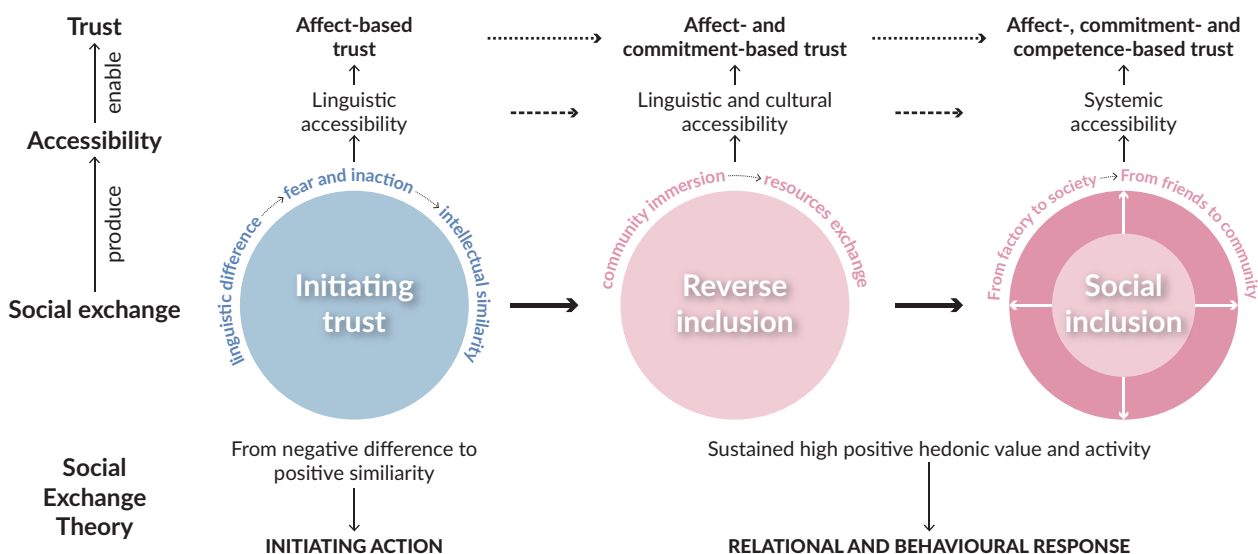 Trust
enable
Accessibility
produce
Social exchange
Affect-based
trust
Linguistic
accessibility
linguistic difference
fear and inaction
intellectual similarity
Initiating
trust
Affect- and
commitment-based trust
Linguistic and cultural
accessibility
community immersion
resources exchange
Reverse
inclusion
Affect-, commitment- and
competence-based trust
Systemic
accessibility
From factory to society
From friends to community
Social
inclusion
Social
Exchange
Theory
From negative difference to
positive similiarity
INITIATING ACTION
Sustained high positive hedonic value and activity
RELATIONAL AND BEHAVIOURAL RESPONSE